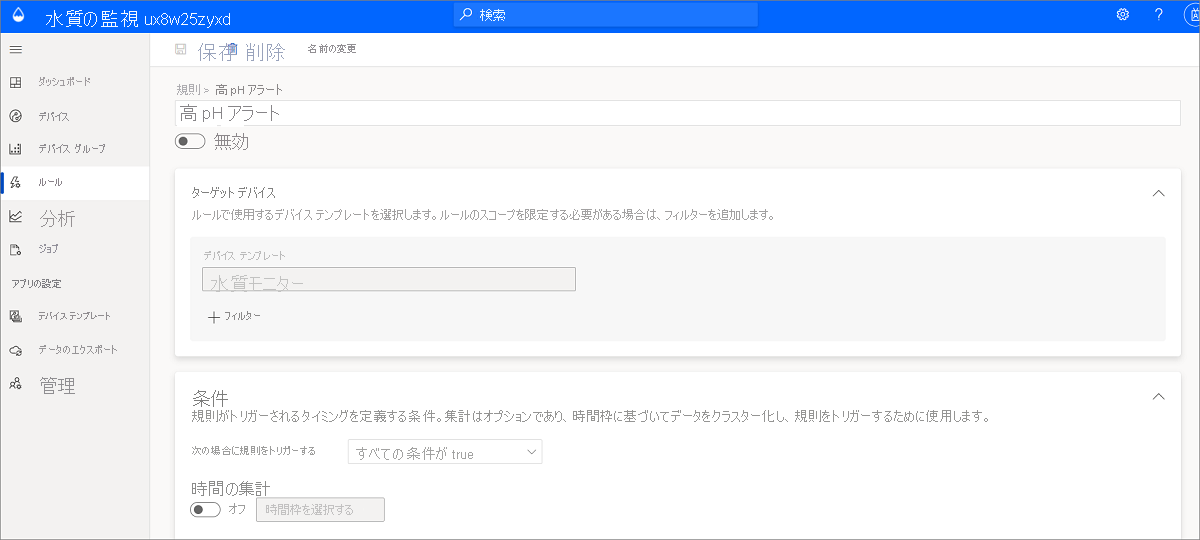 水質の監視 ux8w25zyxd
検索
?
保存 削除 名前の変更
ダッシュボード
デバイス
デバイス グループ
ルール
分析
ジョブ
アプリの設定
デバイス テンプレート
データのエクスポート
管理
規則 > 高 pH アラート
高 pH アラート
無効
ターゲット デバイス
ルールで使用するデバイス テンプレートを選択します。ルールのスコープを限定する必要がある場合は、フィルターを追加します。
デバイス テンプレート
水質モニター
+ フィルター
条件
規則がトリガーされるタイミングを定義する条件。集計はオプションであり、時間枠に基づいてデータをクラスター化し、規則をトリガーするために使用します。
次の場合に規則をトリガーする
すべての 条件が true
時間の集計
オフ 時間枠を選択する